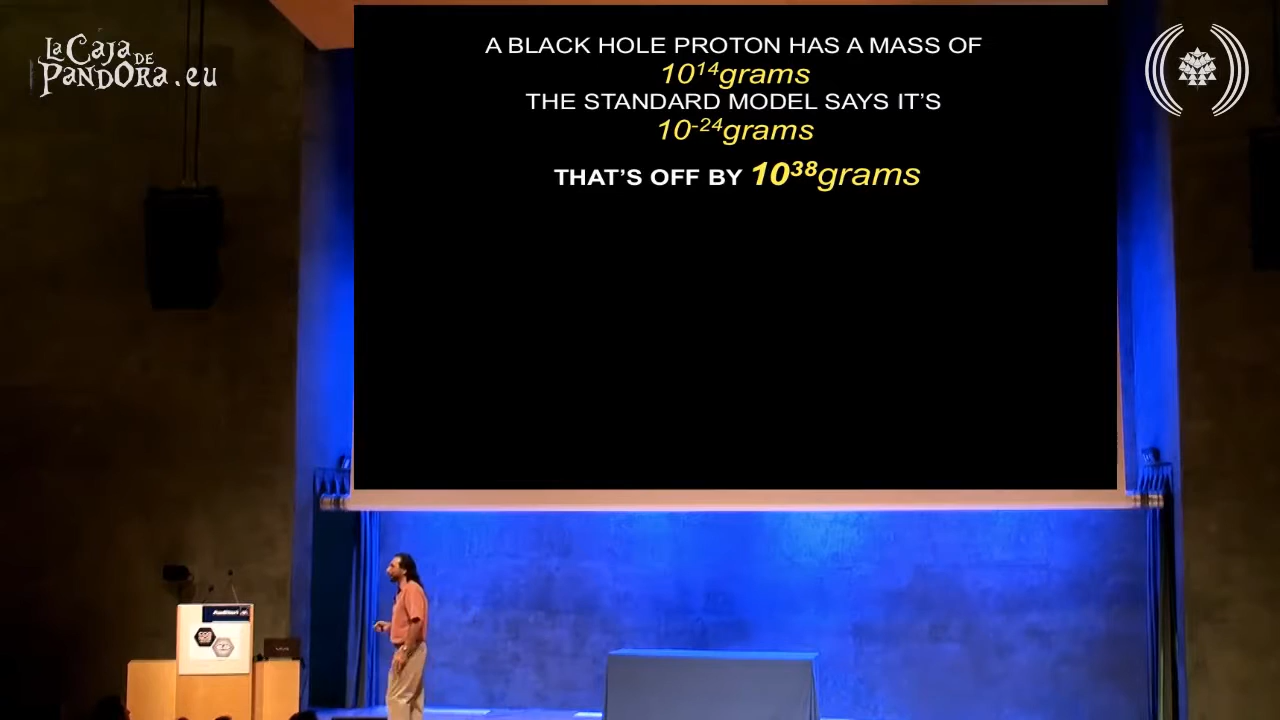 La Caja
DE
PANDORA.eu
A BLACK HOLE PROTON HAS A MASS OF
10¹⁴grams
THE STANDARD MODEL SAYS IT'S
10⁻²⁴grams
THAT'S OFF BY 10³⁸grams